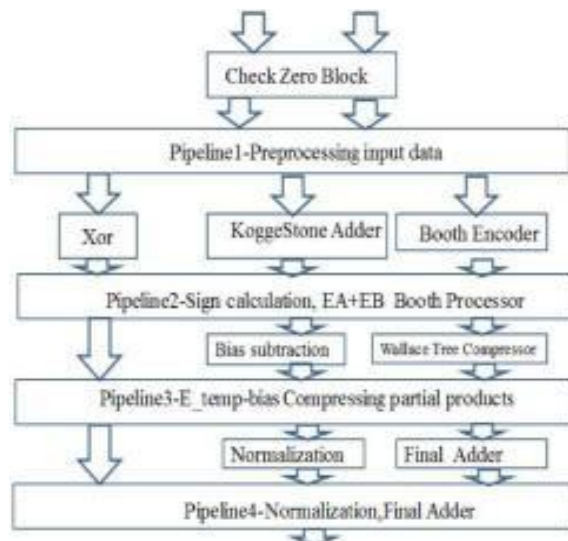 Check Zero Block
Pipeline1-Preprocessing input data
Xor
KoggeStone Adder
Booth Encoder
Pipeline2-Sign calculation, EA+EB Booth Processor
Bias subtraction
Wallace Tree Compressor
Pipeline3-E_temp-bias Compressing partial products
Normalization
Final Adder
Pipeline4-Normalization,Final Adder